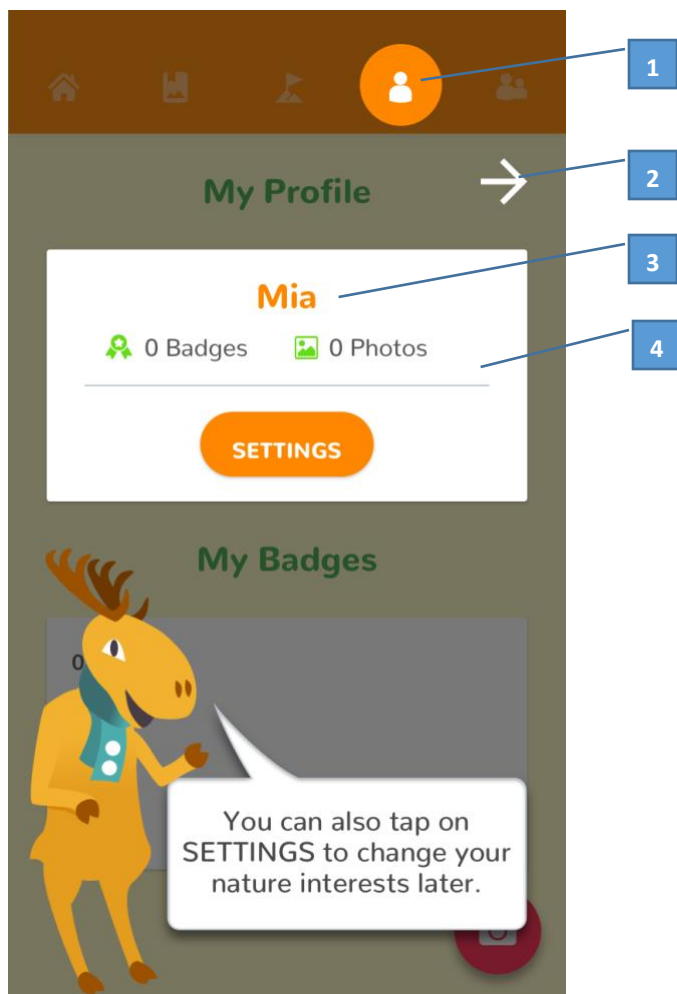 1
My Profile
2
3
Mia
0 Badges 0 Photos
4
SETTINGS
My Badges
0
You can also tap on
SETTINGS to change your
nature interests later.